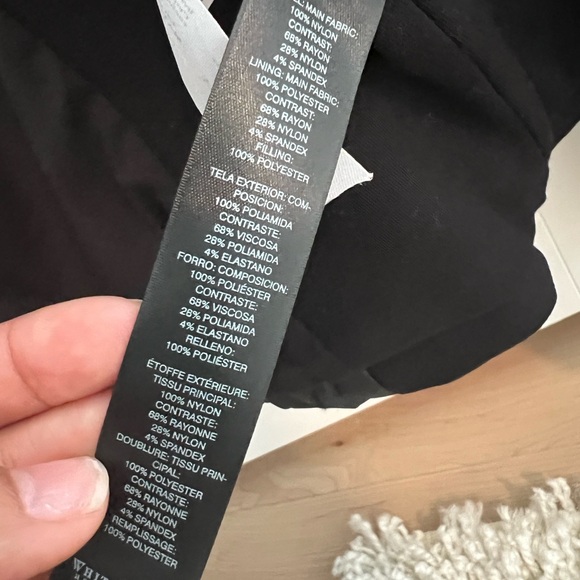 MAIN FABRIC:
100% NYLON
CONTRAST:
68% RAYON
28% NYLON
4% SPANDEX
LINING: MAIN FABRIC:
100% POLYESTER
CONTRAST:
68% RAYON
28% NYLON
4% SPANDEX
FILLING:
100% POLYESTER
TELA EXTERIOR: COM-
POSICION:
100% POLIAMIDA
CONTRASTE:
68% VISCOSA
28% POLIAMIDA
4% ELASTANO
FORRO: COMPOSICION:
100% POLIÉSTER
CONTRASTE:
68% VISCOSA
28% POLIAMIDA
4% ELASTANO
RELLENO:
100% POLIÉSTER
ÉTOFFE EXTÉRIEURE:
TISSU PRINCIPAL:
100% NYLON
CONTRASTE:
68% RAYONNE
28% NYLON
4% SPANDEX
DOUBLURE: TISSU PRIN-
CIPAL:
100% POLYESTER
CONTRASTE:
68% RAYONNE
28% NYLON
4% SPANDEX
REMPLISSAGE:
100% POLYESTER